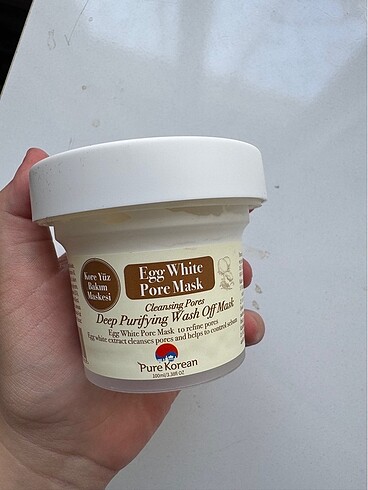 Kore Yüz
Bakım
Maskesi
Egg White
Pore Mask
Cleansing Pores
Deep Purifying Wash Off Mask
Egg White Pore Mask to refine pores
Egg white extract cleanses pores and helps to control sebum
Pure Korean
100ml/3.38fl OZ